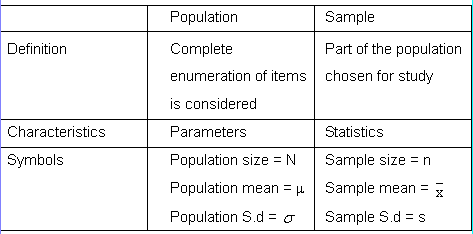 Population Sample
Definition Complete Part of the population
enumeration of items chosen for study
is considered
Characteristics Parameters Statistics
Symbols Population size = N Sample size = n
Population mean = μ Sample mean = x̄
Population S.d = σ Sample S.d = s